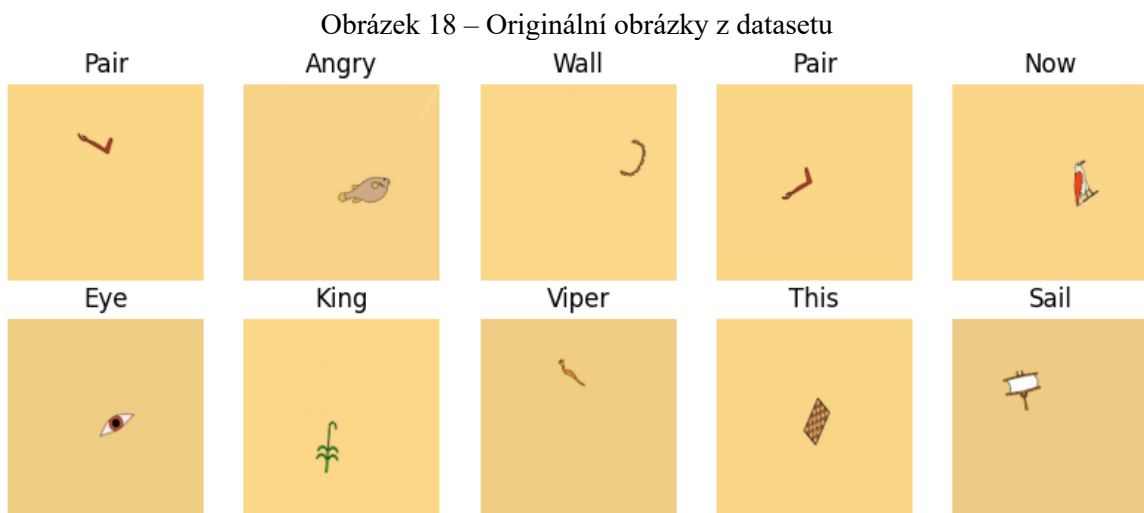 Obrázek 18 – Originální obrázky z datasetu
Pair Angry Wall Pair Now
Eye King Viper This Sail